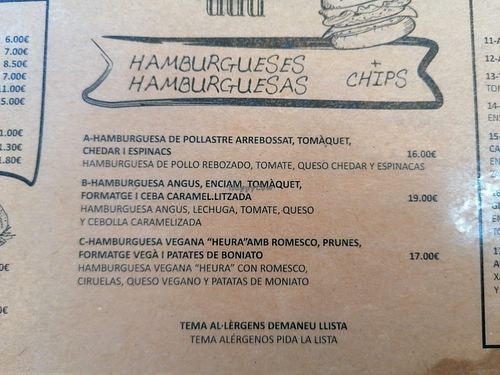 6.00€
7.00€
8.50€
7.00€
11.00€
15.00€
1.00€
1.30€
1.80€
HAMBURGUESES
HAMBURGUESAS
+
CHIPS
A-HAMBURGUESA DE POLLASTRE ARREBOSSAT, TOMÀQUET,
CHEDAR I ESPINACS 16.00€
HAMBURGUESA DE POLLO REBOZADO, TOMATE, QUESO CHEDAR Y ESPINACAS
B-HAMBURGUESA ANGUS, ENCIAM, TOMÀQUET,
FORMATGE I CEBA CARAMEL.LITZADA 19.00€
HAMBURGUESA ANGUS, LECHUGA, TOMATE, QUESO
Y CEBOLLA CARAMELIZADA
C-HAMBURGUESA VEGANA “HEURA”AMB ROMESCO, PRUNES,
FORMATGE VEGÀ I PATATES DE BONIATO 17.00€
HAMBURGUESA VEGANA “HEURA” CON ROMESCO,
CIRUELAS, QUESO VEGANO Y PATATAS DE MONIATO
TEMA AL·LÈRGENS DEMANEU LLISTA
TEMA ALÉRGENOS PIDA LA LISTA